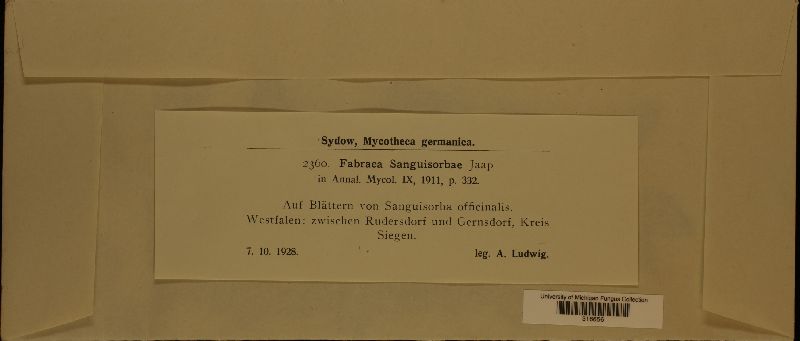 Sydow, Mycotheca germanica.
2360. Fabraea Sanguisorbae Jaap
in Annal. Mycol. IX, 1911, p. 332.
Auf Blättern von Sanguisorba officinalis.
Westfalen: zwischen Rudersdorf und Gernsdorf, Kreis
Siegen.
7. 10. 1928. leg. A. Ludwig.
University of Michigan Fungus Collection